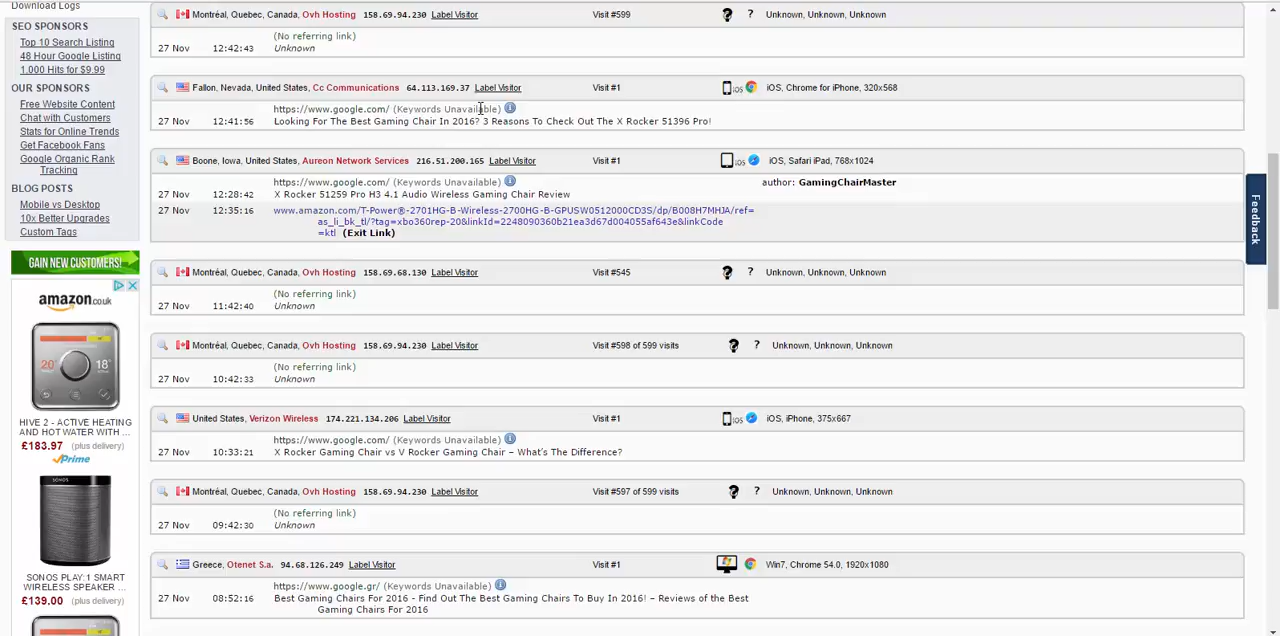 Download Logs
SEO SPONSORS
Top 10 Search Listing
48 Hour Google Listing
1,000 Hits for $9.99
OUR SPONSORS
Free Website Content
Chat with Customers
Stats for Online Trends
Get Facebook Fans
Google Organic Rank
Tracking
BLOG POSTS
Mobile vs Desktop
10x Better Upgrades
Custom Tags
GAIN NEW CUSTOMERS!
amazon.co.uk
20° 18°
HIVE 2 - ACTIVE HEATING
AND HOT WATER WITH ...
£183.97 (plus delivery)
Prime
SONOS
SONOS PLAY:1 SMART
WIRELESS SPEAKER ...
£139.00 (plus delivery)
Montréal, Quebec, Canada, Ovh Hosting 158.69.94.230 Label Visitor Visit #599 ? Unknown, Unknown, Unknown
(No referring link)
27 Nov 12:42:43 Unknown
Fallon, Nevada, United States, Cc Communications 64.113.169.37 Label Visitor Visit #1 iOS iOS, Chrome for iPhone, 320x568
https://www.google.com/ (Keywords Unavailable)
27 Nov 12:41:56 Looking For The Best Gaming Chair In 2016? 3 Reasons To Check Out The X Rocker 51396 Pro!
Boone, Iowa, United States, Aureon Network Services 216.51.200.165 Label Visitor Visit #1 iOS iOS, Safari iPad, 768x1024
https://www.google.com/ (Keywords Unavailable) author: GamingChairMaster
27 Nov 12:28:42 X Rocker 51259 Pro H3 4.1 Audio Wireless Gaming Chair Review
27 Nov 12:35:16 www.amazon.com/T-Power®-2701HG-B-Wireless-2700HG-B-GPUSW0512000CD3S/dp/B008H7MHJA/ref=
as_li_bk_tl/?tag=xbo360rep-20&linkId=2248090360b21ea3d67d004055af643e&linkCode
=ktl (Exit Link)
Montréal, Quebec, Canada, Ovh Hosting 158.69.68.130 Label Visitor Visit #545 ? Unknown, Unknown, Unknown
(No referring link)
27 Nov 11:42:40 Unknown
Montréal, Quebec, Canada, Ovh Hosting 158.69.94.230 Label Visitor Visit #598 of 599 visits ? Unknown, Unknown, Unknown
(No referring link)
27 Nov 10:42:33 Unknown
United States, Verizon Wireless 174.221.134.206 Label Visitor Visit #1 iOS iOS, iPhone, 375x667
https://www.google.com/ (Keywords Unavailable)
27 Nov 10:33:21 X Rocker Gaming Chair vs V Rocker Gaming Chair – What's The Difference?
Montréal, Quebec, Canada, Ovh Hosting 158.69.94.230 Label Visitor Visit #597 of 599 visits ? Unknown, Unknown, Unknown
(No referring link)
27 Nov 09:42:30 Unknown
Greece, Otenet S.a. 94.68.126.249 Label Visitor Visit #1 Win7, Chrome 54.0, 1920x1080
https://www.google.gr/ (Keywords Unavailable)
27 Nov 08:52:16 Best Gaming Chairs For 2016 - Find Out The Best Gaming Chairs To Buy In 2016! – Reviews of the Best
Gaming Chairs For 2016
Feedback